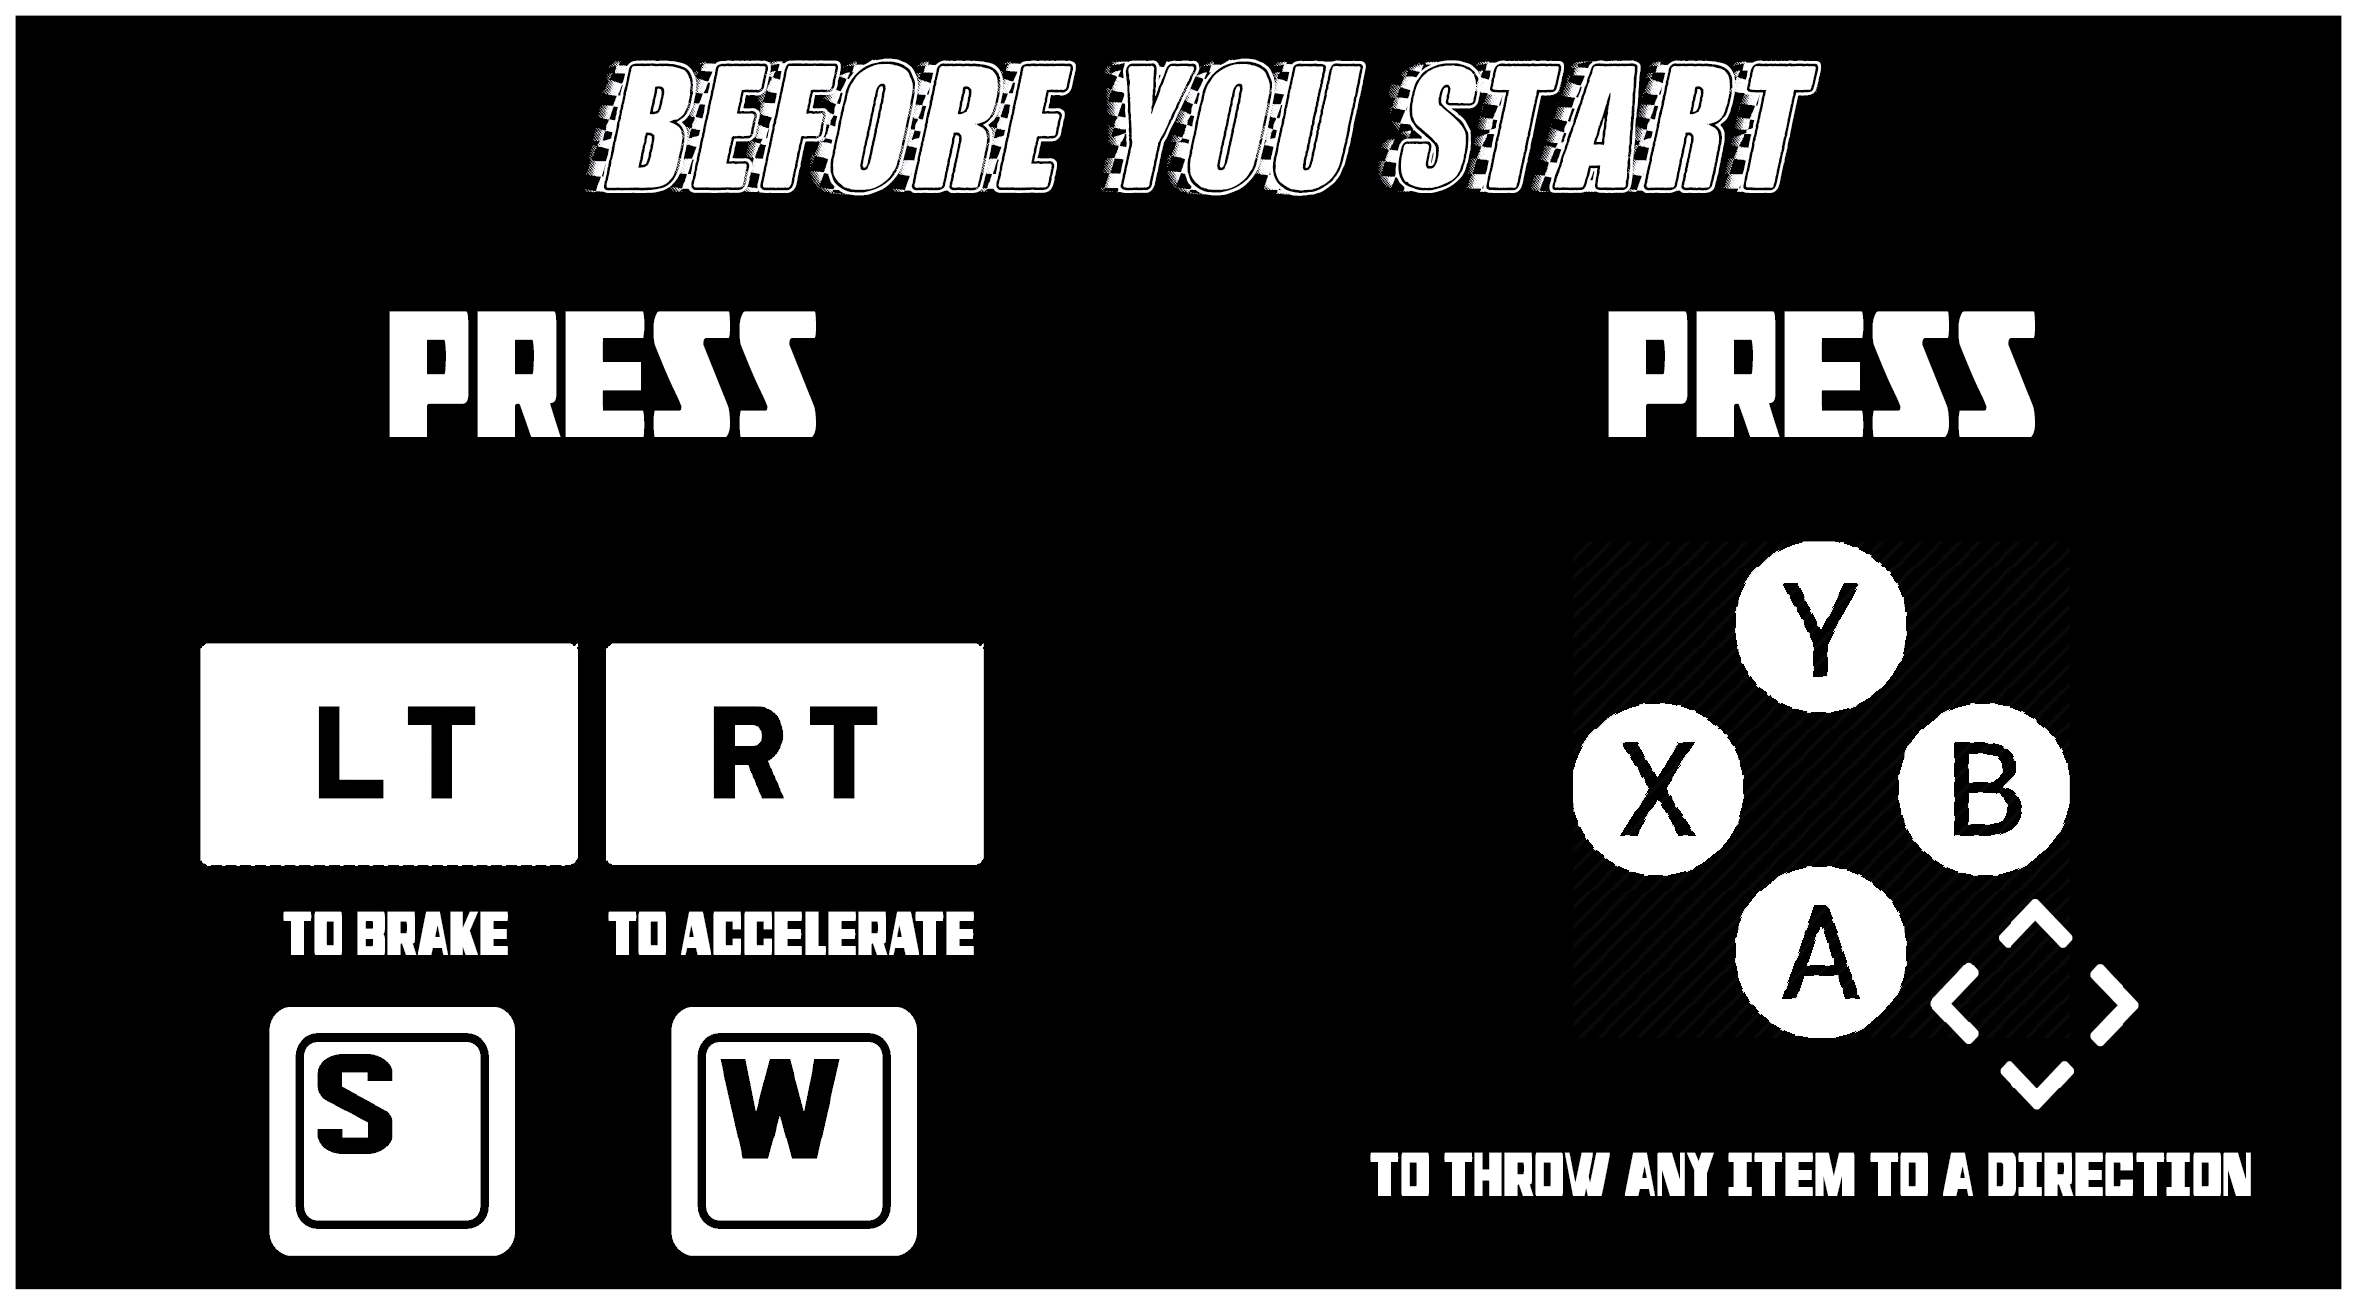 BEFORE YOU START
PRESS
LT RT
TO BRAKE TO ACCELERATE
S W
PRESS
Y
X B
A
TO THROW ANY ITEM TO A DIRECTION